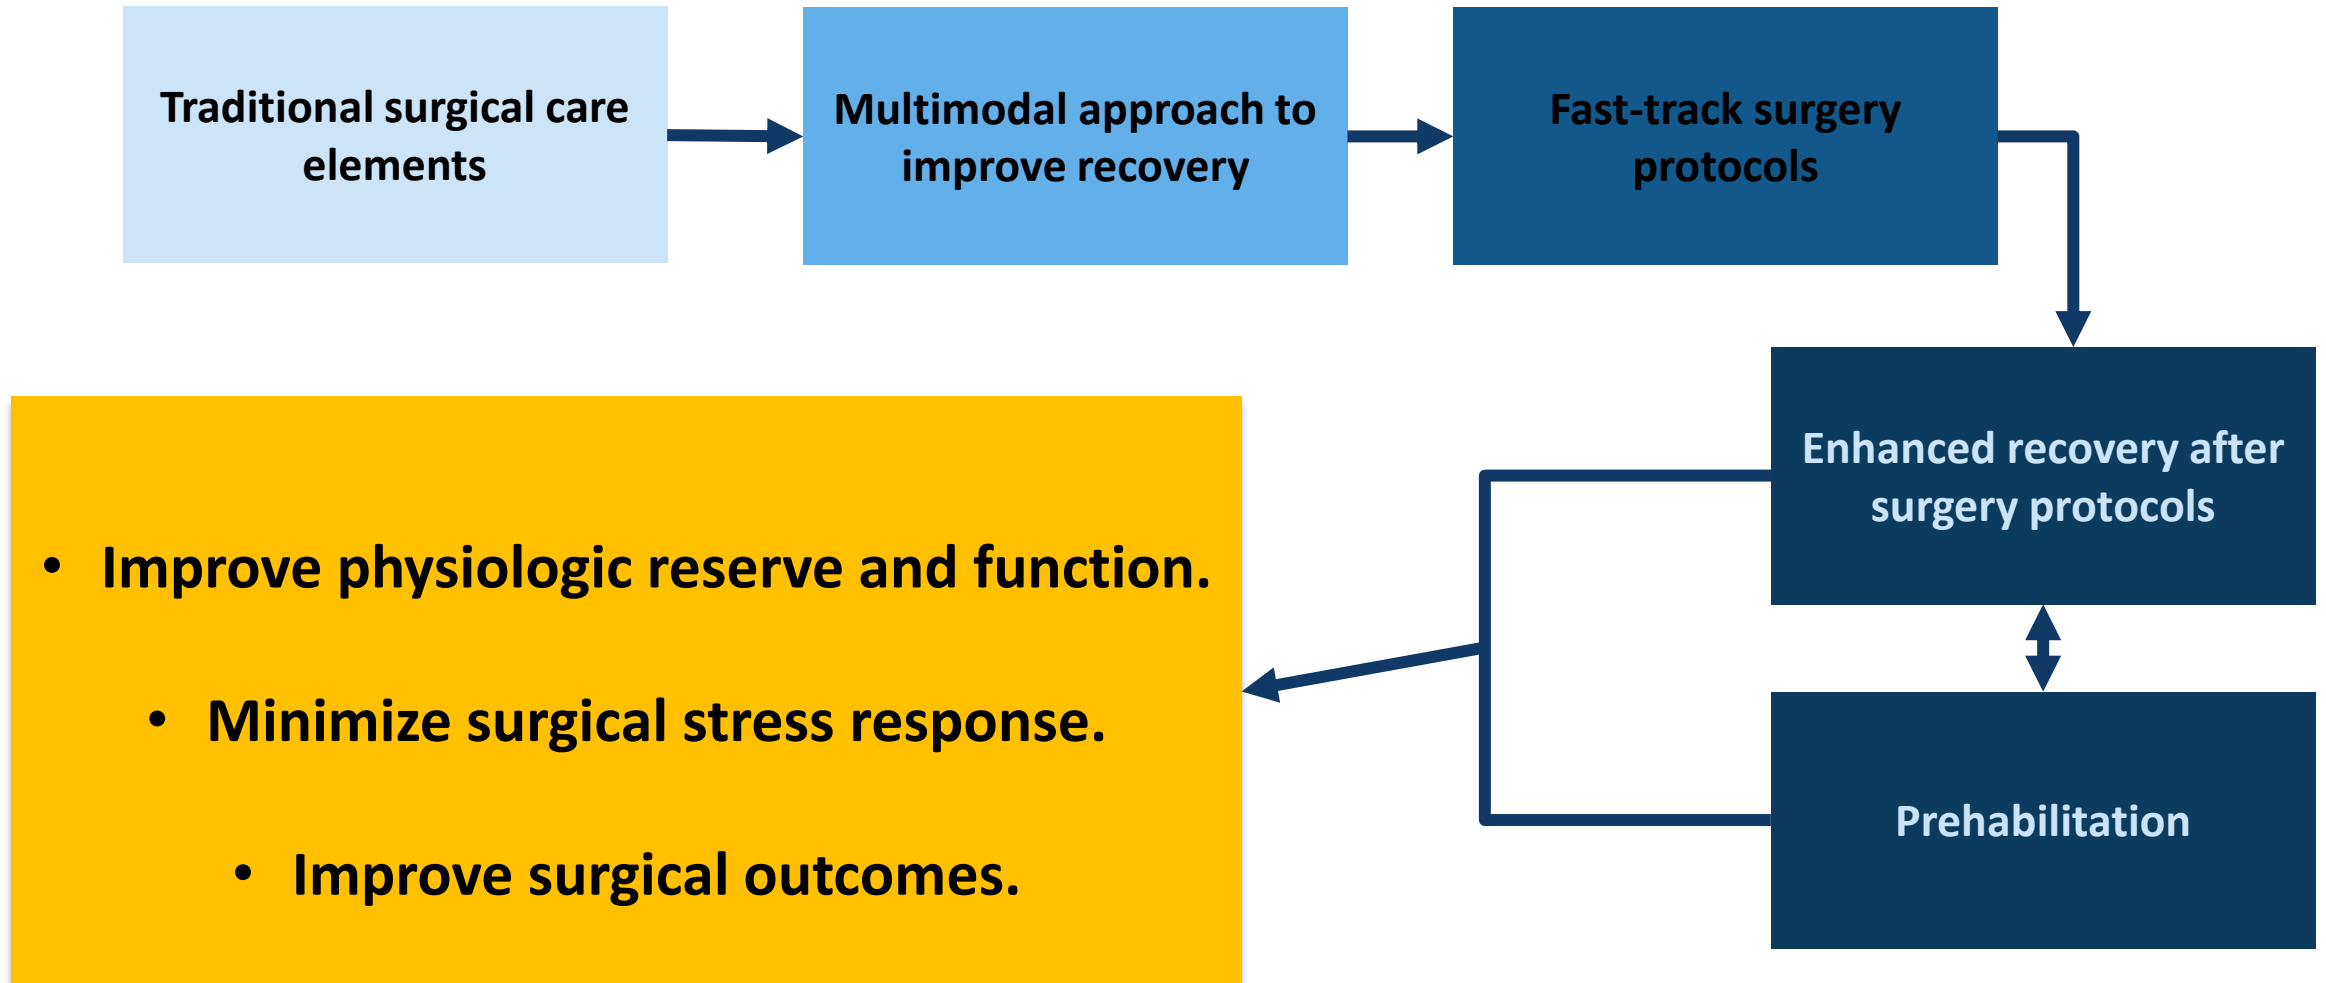 Traditional surgical care
elements
Multimodal approach to
improve recovery
Fast-track surgery
protocols
Enhanced recovery after
surgery protocols
Prehabilitation
• Improve physiologic reserve and function.
• Minimize surgical stress response.
• Improve surgical outcomes.